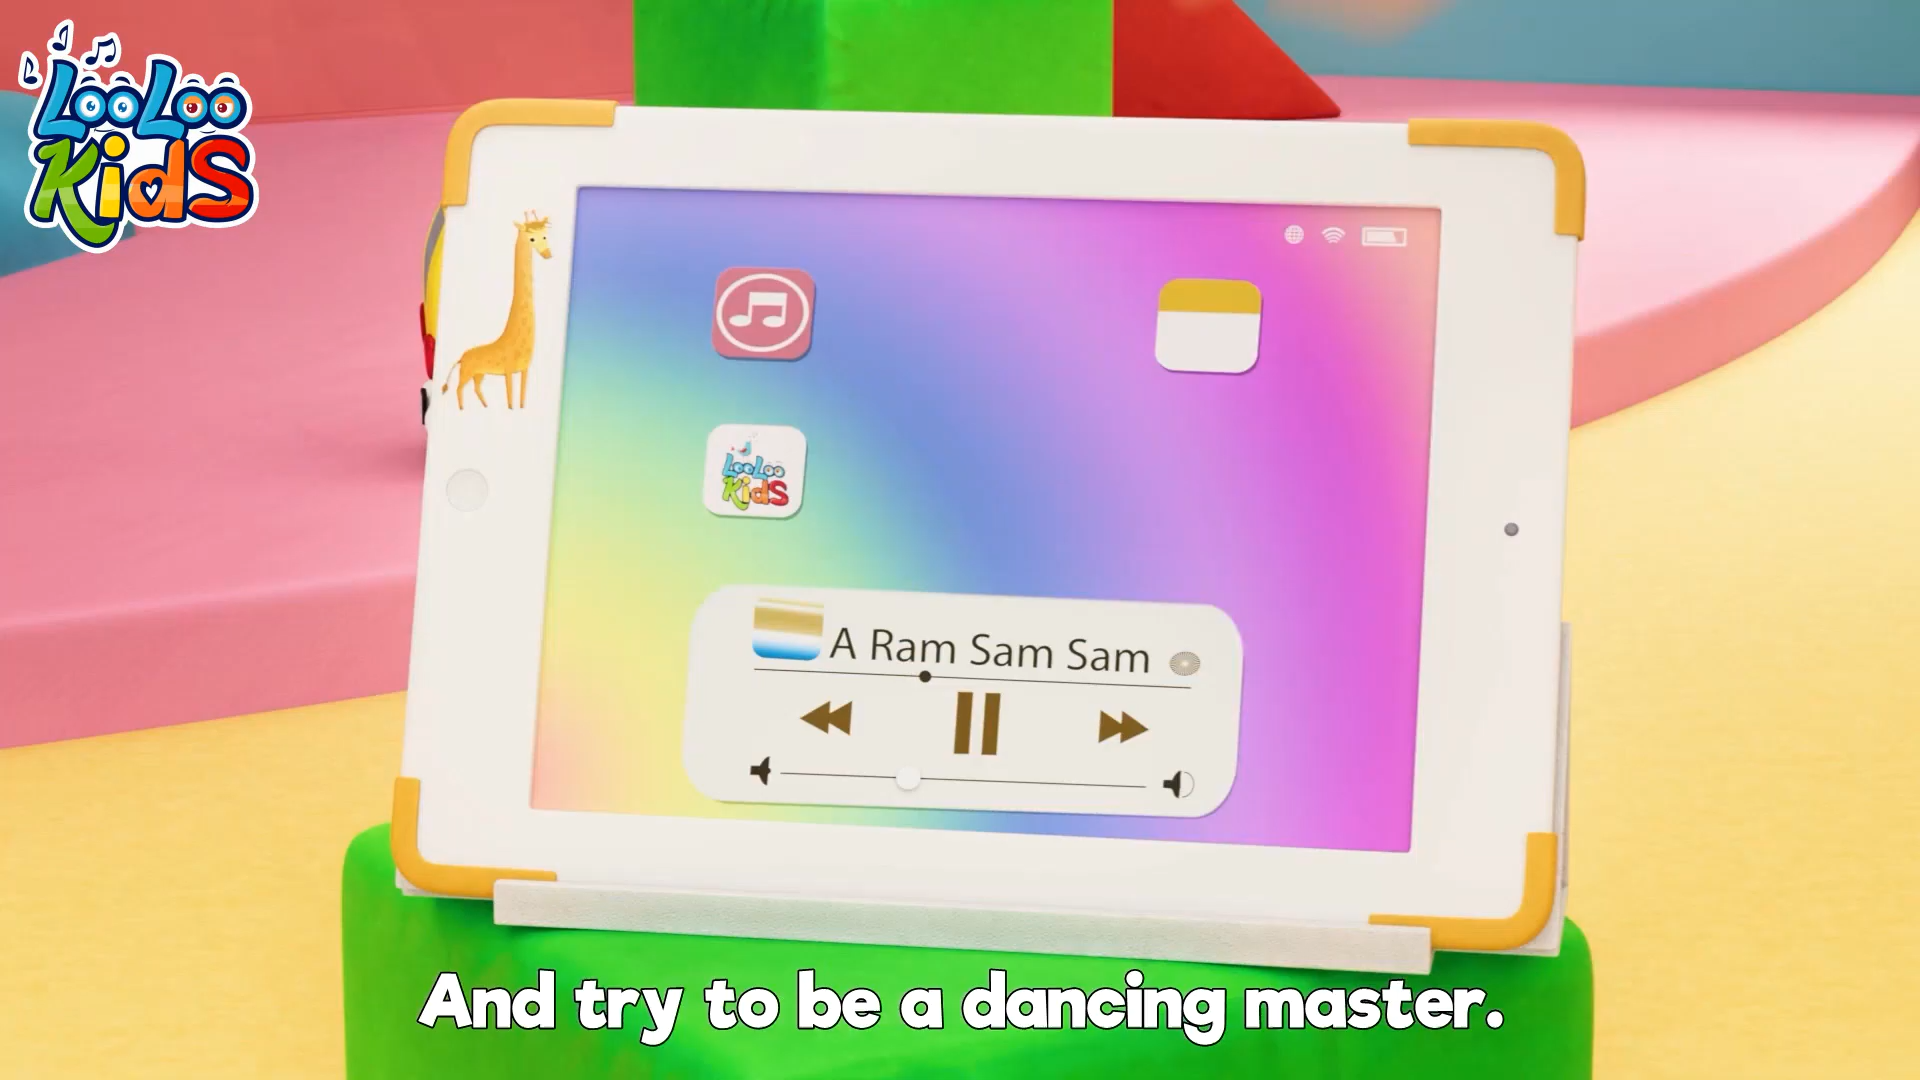 LooLoo
Kids
LooLoo
Kids
A Ram Sam Sam
And try to be a dancing master.